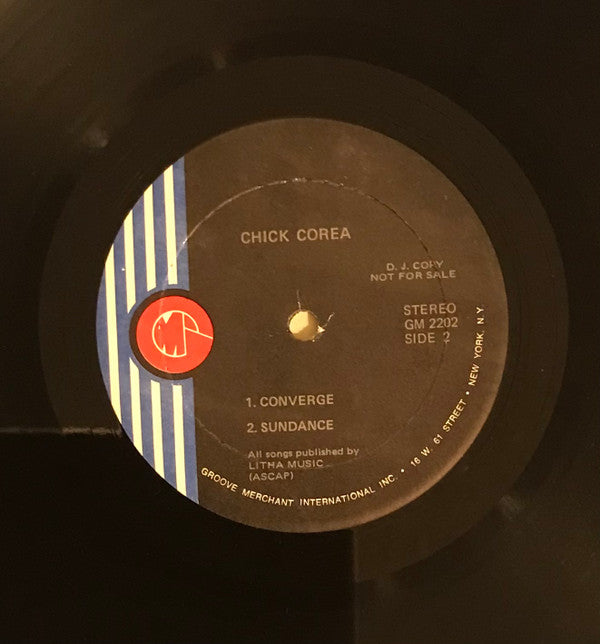 CHICK COREA
D. J. COPY
NOT FOR SALE
STEREO
GM 2202
SIDE 2
1. CONVERGE
2. SUNDANCE
All songs published by
LITHA MUSIC
(ASCAP)
GROOVE MERCHANT INTERNATIONAL INC. • 16 W. 61 STREET • NEW YORK, N.Y.